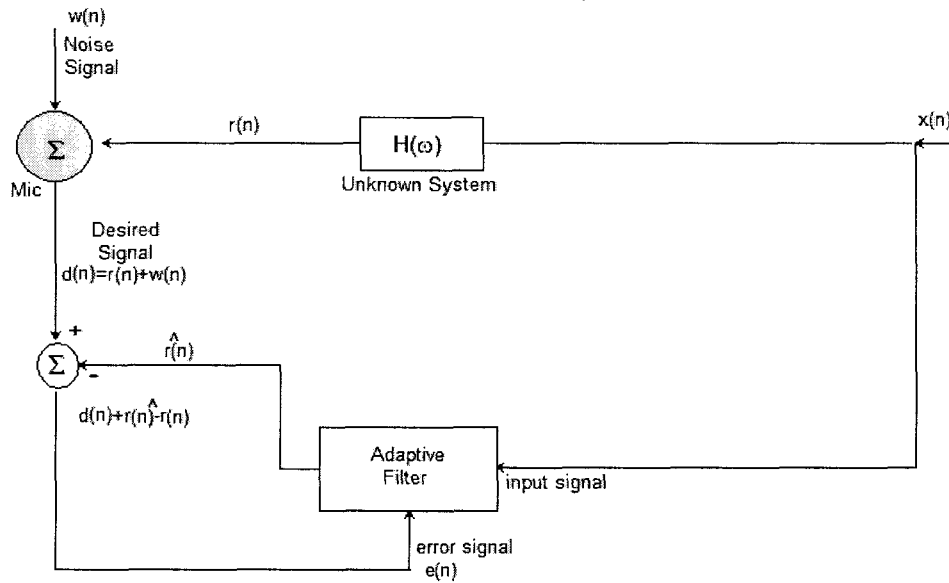 w(n)
Noise
Signal
Σ
Mic
r(n)
H(ω)
Unknown System
x(n)
Desired
Signal
d(n)=r(n)+w(n)
+
Σ
-
r̂(n)
d(n)+r(n)-r̂(n)
Adaptive
Filter
input signal
error signal
e(n)